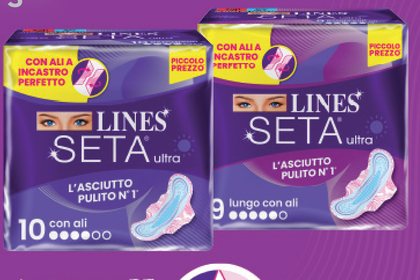 CON ALI A
INCASTRO
PERFETTO
PICCOLO
PREZZO
LINES
SETA®
ultra
L'ASCIUTTO
PULITO N°1
10 con ali
CON ALI A
INCASTRO
PERFETTO
PICCOLO
PREZZO
LINES
SETA®
ultra
L'ASCIUTTO
PULITO N°1
9 lungo con ali